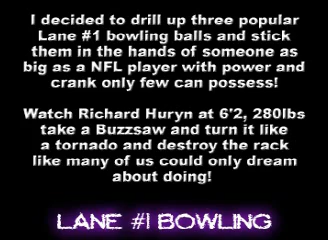 I decided to drill up three popular
Lane #1 bowling balls and stick
them in the hands of someone as
big as a NFL player with power and
crank only few can possess!
Watch Richard Huryn at 6'2, 280lbs
take a Buzzsaw and turn it like
a tornado and destroy the rack
like many of us could only dream
about doing!
LANE #1 BOWLING